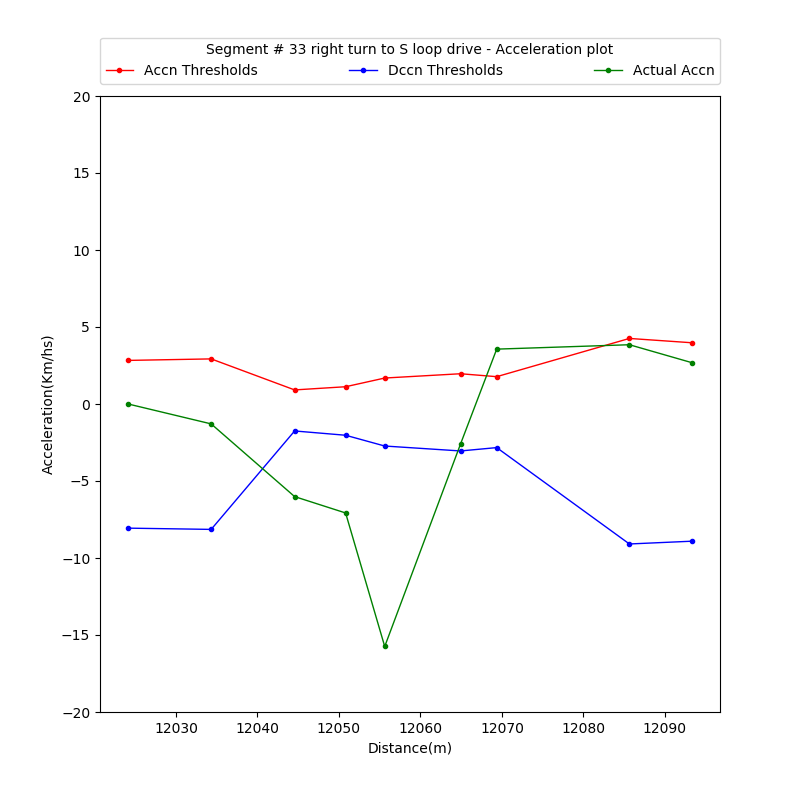 Segment # 33 right turn to S loop drive - Acceleration plot
Accn Thresholds Dccn Thresholds Actual Accn
20
15
10
5
0
−5
−10
−15
−20
Acceleration(Km/hs)
12030 12040 12050 12060 12070 12080 12090
Distance(m)